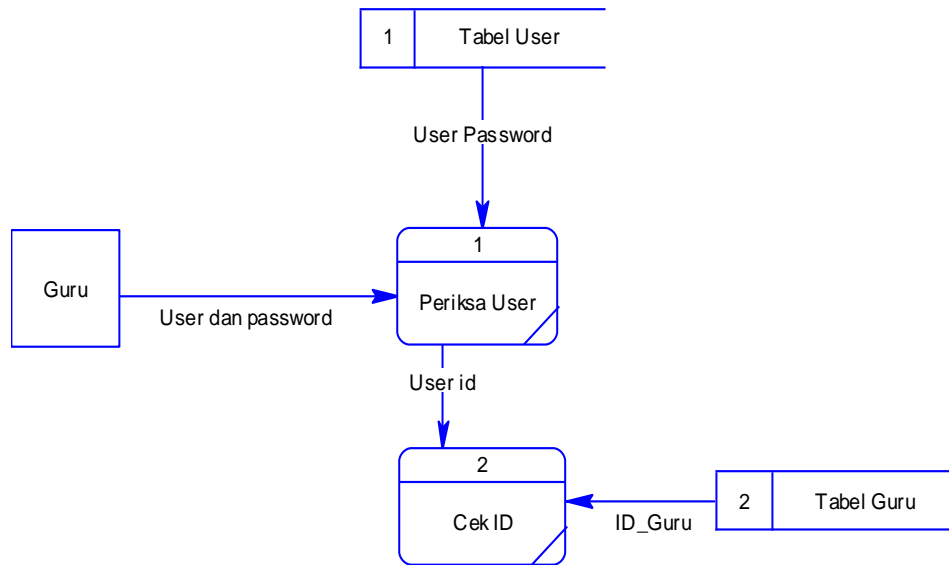 1 Tabel User
User Password
1
Guru
Periksa User
User dan password
User id
2
Cek ID
ID_Guru
2 Tabel Guru